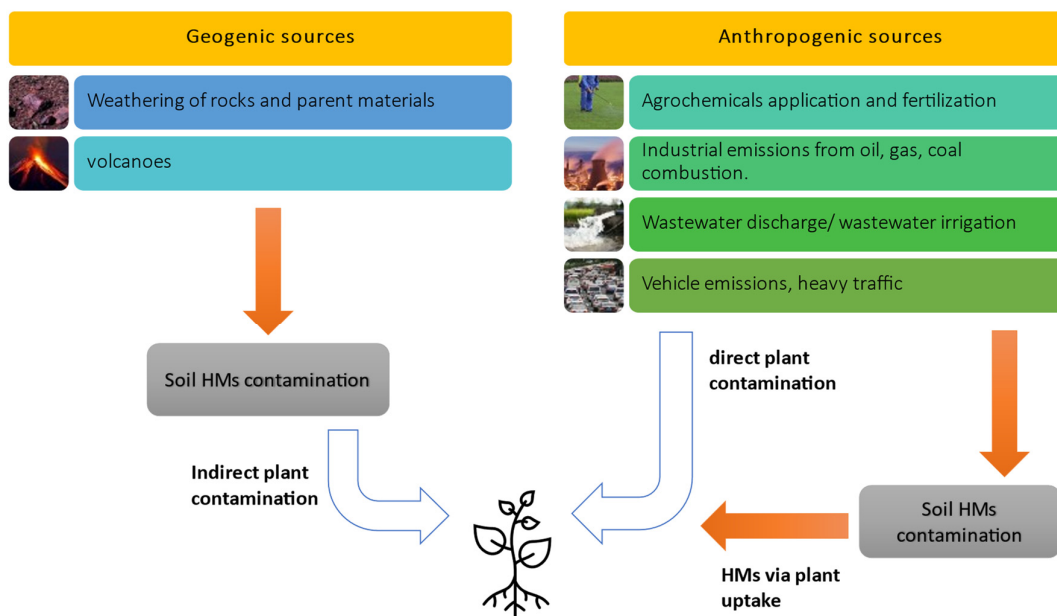 Geogenic sources
Weathering of rocks and parent materials
volcanoes
Soil HMs contamination
Indirect plant
contamination
Anthropogenic sources
Agrochemicals application and fertilization
Industrial emissions from oil, gas, coal
combustion.
Wastewater discharge/ wastewater irrigation
Vehicle emissions, heavy traffic
direct plant
contamination
Soil HMs
contamination
HMs via plant
uptake